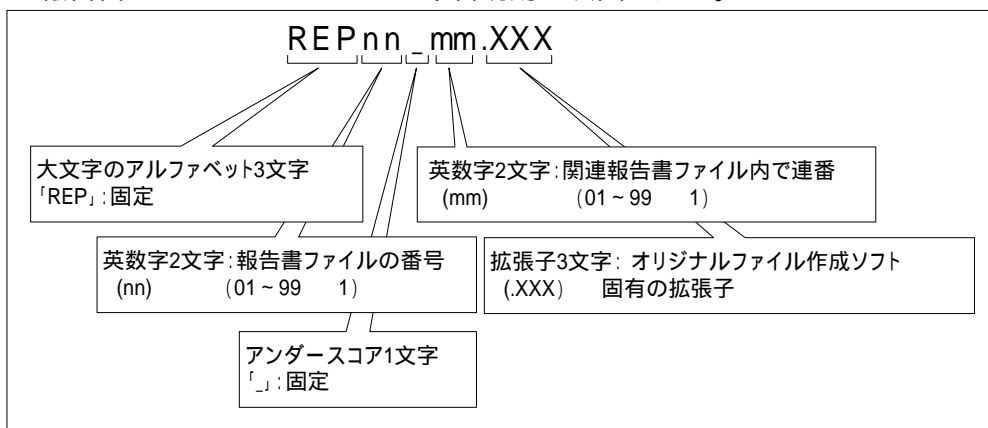 REPnn_mm.XXX
大文字のアルファベット3文字
「REP」:固定
英数字2文字:関連報告書ファイル内で連番
(mm) (01~99 1)
英数字2文字:報告書ファイルの番号
(nn) (01~99 1)
拡張子3文字: オリジナルファイル作成ソフト
(.XXX) 固有の拡張子
アンダースコア1文字
「_」:固定